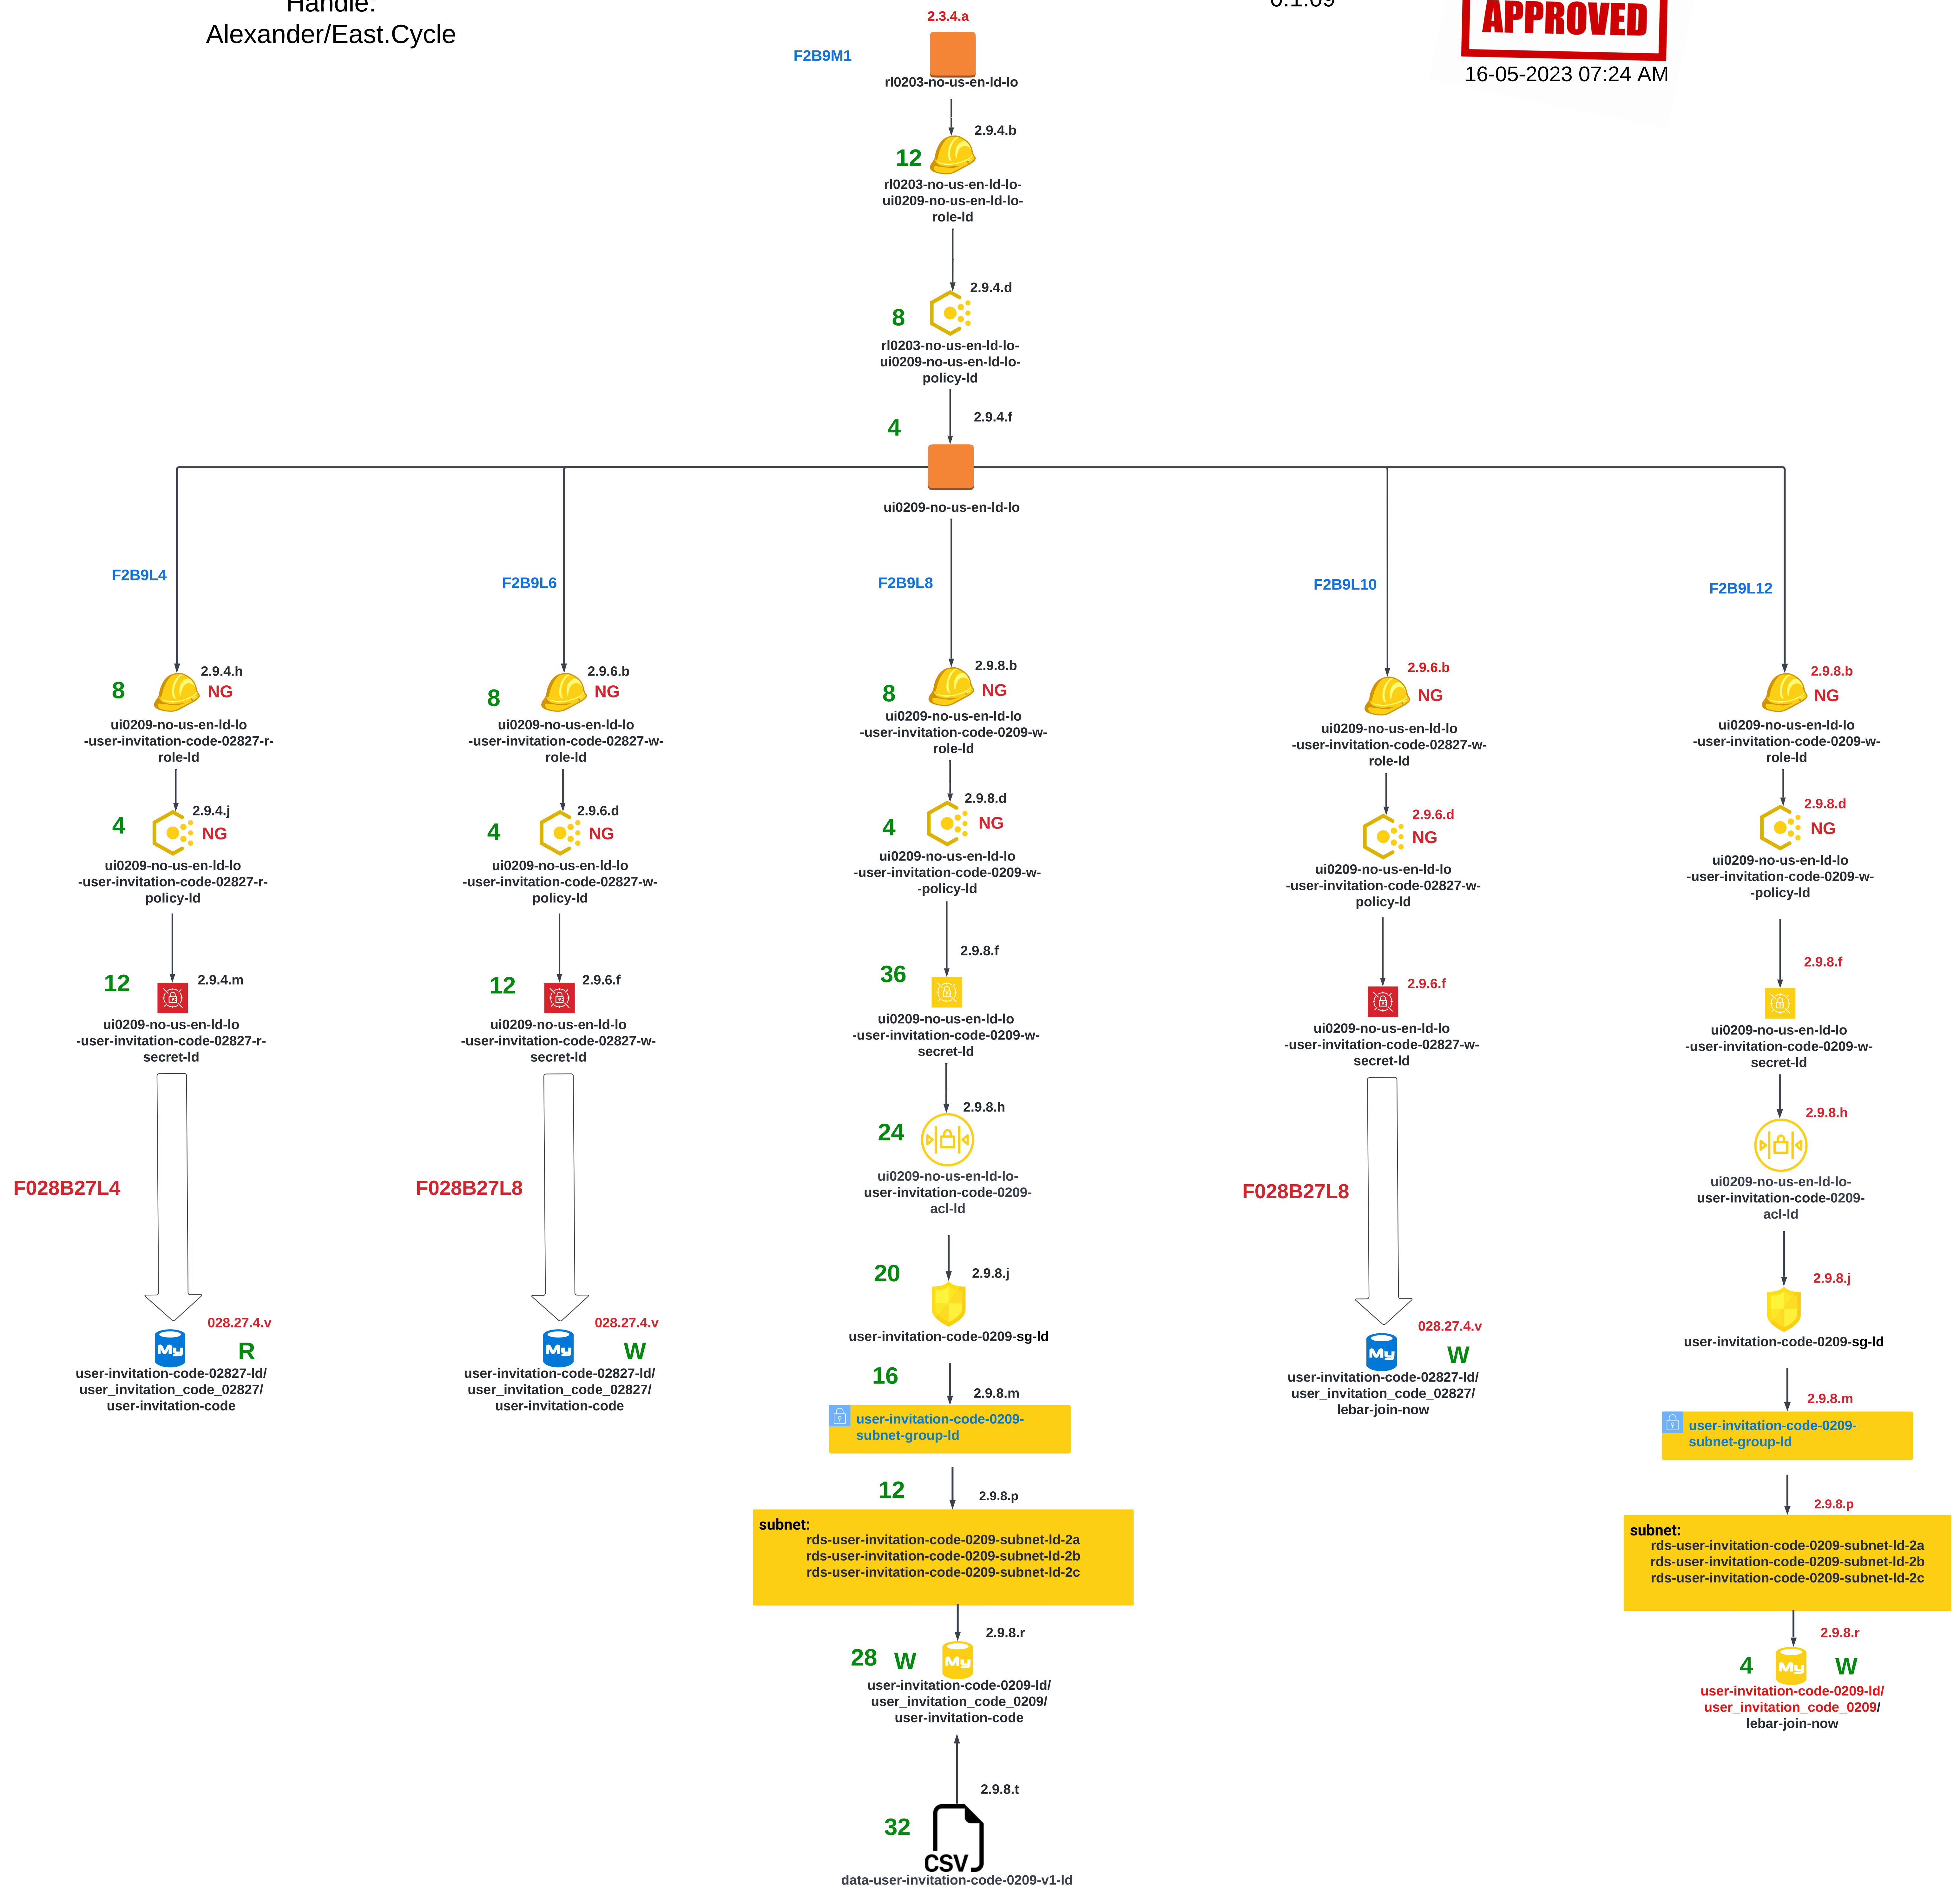 Handle:
Alexander/East.Cycle
0.1.09
APPROVED
16-05-2023 07:24 AM
2.3.4.a
F2B9M1
rl0203-no-us-en-ld-lo
2.9.4.b
12
rl0203-no-us-en-ld-lo-
ui0209-no-us-en-ld-lo-
role-ld
2.9.4.d
8
rl0203-no-us-en-ld-lo-
ui0209-no-us-en-ld-lo-
policy-ld
2.9.4.f
4
ui0209-no-us-en-ld-lo
F2B9L4
2.9.4.h
8
NG
ui0209-no-us-en-ld-lo
-user-invitation-code-02827-r-
role-ld
2.9.4.j
4
NG
ui0209-no-us-en-ld-lo
-user-invitation-code-02827-r-
policy-ld
2.9.4.m
12
ui0209-no-us-en-ld-lo
-user-invitation-code-02827-r-
secret-ld
F028B27L4
028.27.4.v
My
R
user-invitation-code-02827-ld/
user_invitation_code_02827/
user-invitation-code
F2B9L6
2.9.6.b
8
NG
ui0209-no-us-en-ld-lo
-user-invitation-code-02827-w-
role-ld
2.9.6.d
4
NG
ui0209-no-us-en-ld-lo
-user-invitation-code-02827-w-
policy-ld
2.9.6.f
12
ui0209-no-us-en-ld-lo
-user-invitation-code-02827-w-
secret-ld
F028B27L8
028.27.4.v
My
W
user-invitation-code-02827-ld/
user_invitation_code_02827/
user-invitation-code
F2B9L8
2.9.8.b
8
NG
ui0209-no-us-en-ld-lo
-user-invitation-code-0209-w-
role-ld
2.9.8.d
4
NG
ui0209-no-us-en-ld-lo
-user-invitation-code-0209-w-
-policy-ld
2.9.8.f
36
ui0209-no-us-en-ld-lo
-user-invitation-code-0209-w-
secret-ld
2.9.8.h
24
ui0209-no-us-en-ld-lo-
user-invitation-code-0209-
acl-ld
2.9.8.j
20
user-invitation-code-0209-sg-ld
16
2.9.8.m
user-invitation-code-0209-
subnet-group-ld
12
2.9.8.p
subnet:
rds-user-invitation-code-0209-subnet-ld-2a
rds-user-invitation-code-0209-subnet-ld-2b
rds-user-invitation-code-0209-subnet-ld-2c
2.9.8.r
28
W
My
user-invitation-code-0209-ld/
user_invitation_code_0209/
user-invitation-code
2.9.8.t
32
CSV
data-user-invitation-code-0209-v1-ld
F2B9L10
2.9.6.b
NG
ui0209-no-us-en-ld-lo
-user-invitation-code-02827-w-
role-ld
2.9.6.d
NG
ui0209-no-us-en-ld-lo
-user-invitation-code-02827-w-
policy-ld
2.9.6.f
ui0209-no-us-en-ld-lo
-user-invitation-code-02827-w-
secret-ld
F028B27L8
028.27.4.v
My
W
user-invitation-code-02827-ld/
user_invitation_code_02827/
lebar-join-now
F2B9L12
2.9.8.b
NG
ui0209-no-us-en-ld-lo
-user-invitation-code-0209-w-
role-ld
2.9.8.d
NG
ui0209-no-us-en-ld-lo
-user-invitation-code-0209-w-
-policy-ld
2.9.8.f
ui0209-no-us-en-ld-lo
-user-invitation-code-0209-w-
secret-ld
2.9.8.h
ui0209-no-us-en-ld-lo-
user-invitation-code-0209-
acl-ld
2.9.8.j
user-invitation-code-0209-sg-ld
2.9.8.m
user-invitation-code-0209-
subnet-group-ld
2.9.8.p
subnet:
rds-user-invitation-code-0209-subnet-ld-2a
rds-user-invitation-code-0209-subnet-ld-2b
rds-user-invitation-code-0209-subnet-ld-2c
2.9.8.r
4
My
W
user-invitation-code-0209-ld/
user_invitation_code_0209/
lebar-join-now